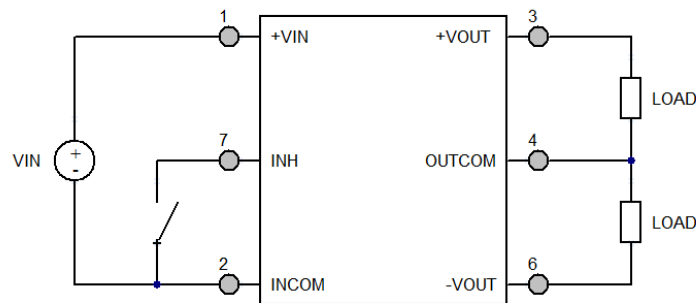 1
3
+VIN
+VOUT
LOAD
VIN
+
-
7
4
INH
OUTCOM
LOAD
2
6
INCOM
-VOUT